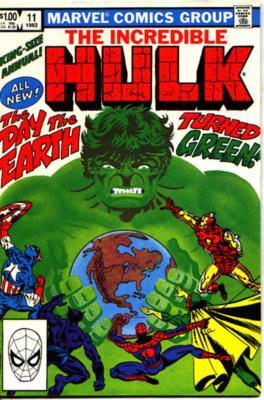 $1.00
11
1982
MARVEL COMICS GROUP
KING-SIZE ANNUAL!
THE INCREDIBLE
HULK
ALL NEW!
THE DAY THE EARTH
TURNED GREEN!